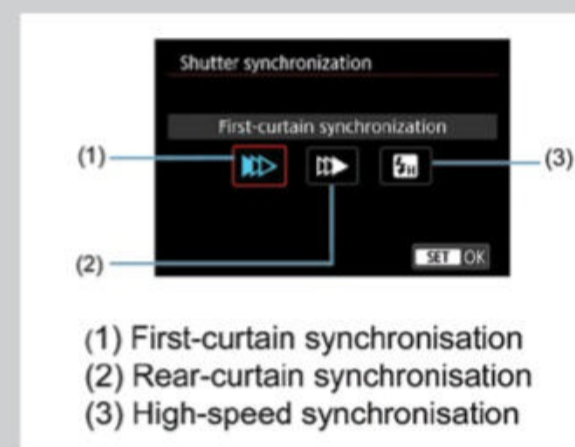 Shutter synchronization
First-curtain synchronization
(1)
(3)
(2)
SET OK
(1) First-curtain synchronisation
(2) Rear-curtain synchronisation
(3) High-speed synchronisation